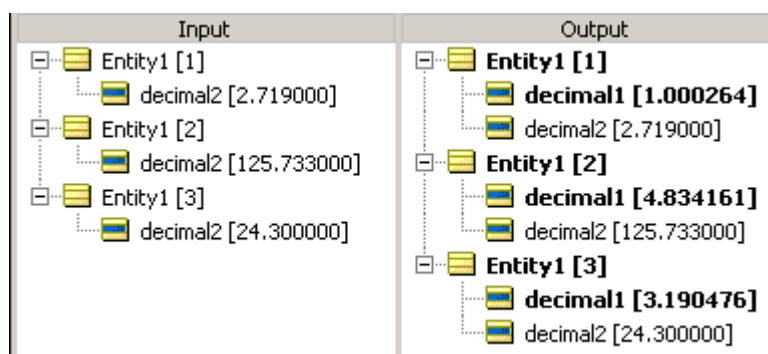 Input
Entity1 [1]
decimal2 [2.719000]
Entity1 [2]
decimal2 [125.733000]
Entity1 [3]
decimal2 [24.300000]
Output
Entity1 [1]
decimal1 [1.000264]
decimal2 [2.719000]
Entity1 [2]
decimal1 [4.834161]
decimal2 [125.733000]
Entity1 [3]
decimal1 [3.190476]
decimal2 [24.300000]